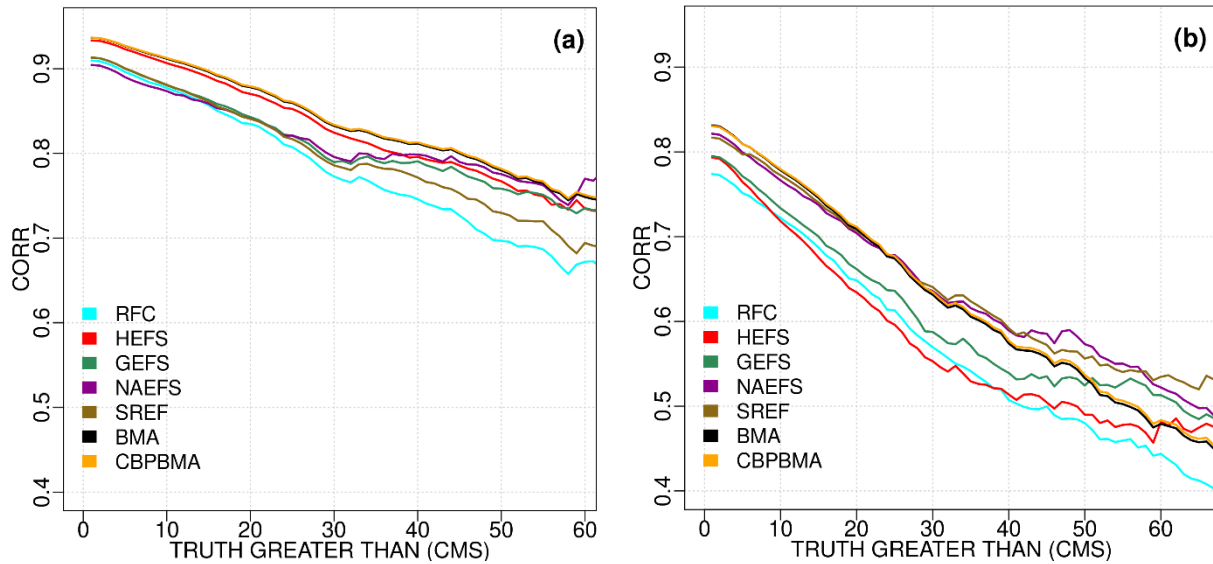 (a)
0.9
0.8
0.7
0.6
0.5
0.4
CORR
RFC
HEFS
GEFS
NAEFS
SREF
BMA
CBPBMA
0 10 20 30 40 50 60
TRUTH GREATER THAN (CMS)
(b)
0.9
0.8
0.7
0.6
0.5
0.4
CORR
RFC
HEFS
GEFS
NAEFS
SREF
BMA
CBPBMA
0 10 20 30 40 50 60
TRUTH GREATER THAN (CMS)